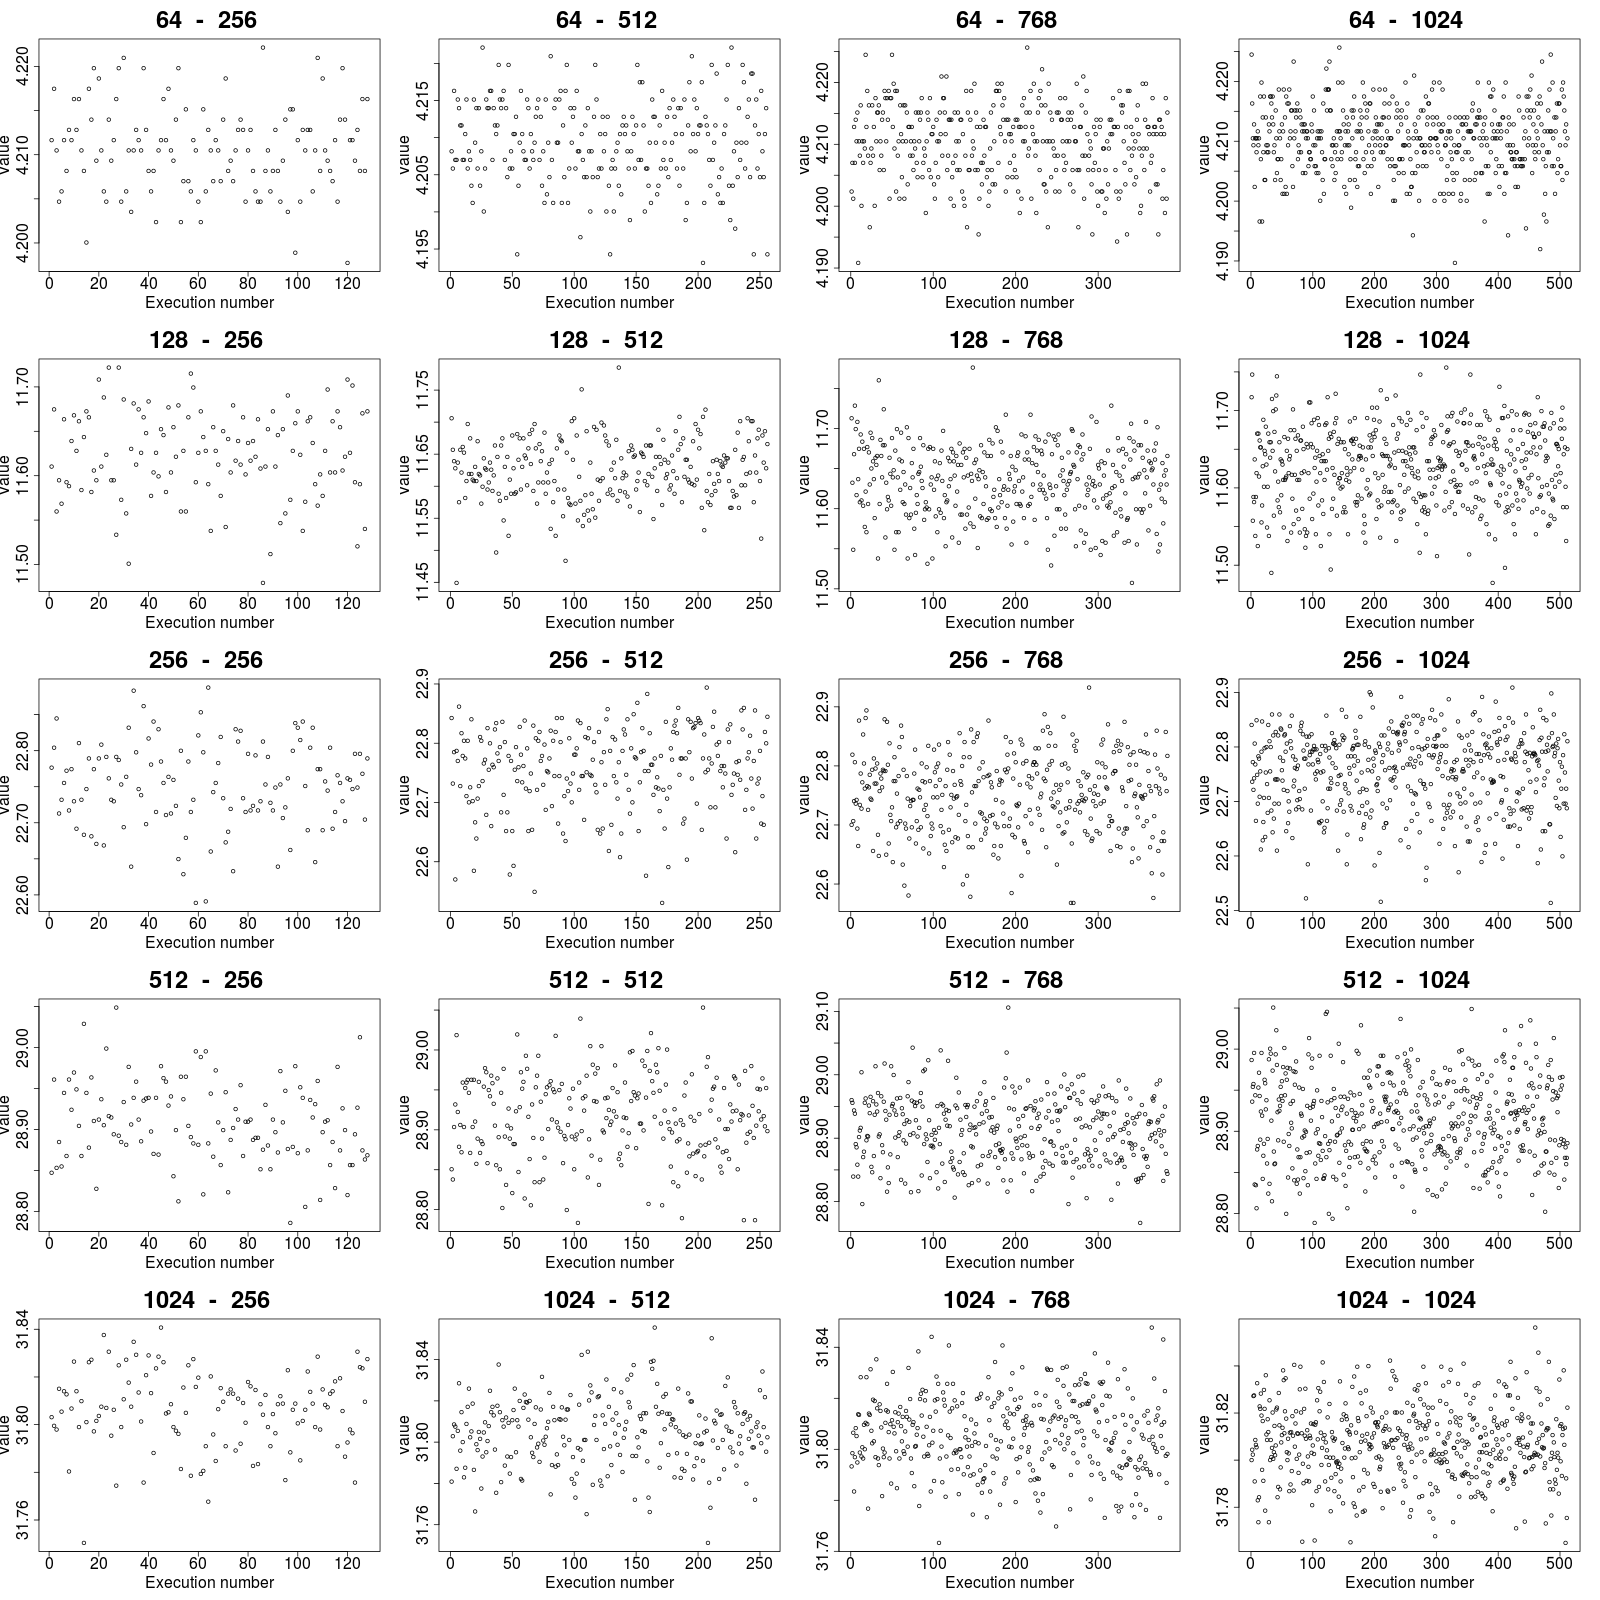 64 - 256
4.200 4.210 4.220
value
0 20 40 60 80 100 120
Execution number
64 - 512
4.195 4.205 4.215
value
0 50 100 150 200 250
Execution number
64 - 768
4.190 4.200 4.210 4.220
value
0 100 200 300
Execution number
64 - 1024
4.190 4.200 4.210 4.220
value
0 100 200 300 400 500
Execution number
128 - 256
11.50 11.60 11.70
value
0 20 40 60 80 100 120
Execution number
128 - 512
11.45 11.55 11.65 11.75
value
0 50 100 150 200 250
Execution number
128 - 768
11.50 11.60 11.70
value
0 100 200 300
Execution number
128 - 1024
11.50 11.60 11.70
value
0 100 200 300 400 500
Execution number
256 - 256
22.60 22.70 22.80
value
0 20 40 60 80 100 120
Execution number
256 - 512
22.6 22.7 22.8 22.9
value
0 50 100 150 200 250
Execution number
256 - 768
22.6 22.7 22.8 22.9
value
0 100 200 300
Execution number
256 - 1024
22.5 22.6 22.7 22.8 22.9
value
0 100 200 300 400 500
Execution number
512 - 256
28.80 28.90 29.00
value
0 20 40 60 80 100 120
Execution number
512 - 512
28.80 28.90 29.00
value
0 50 100 150 200 250
Execution number
512 - 768
28.80 28.90 29.00 29.10
value
0 100 200 300
Execution number
512 - 1024
28.80 28.90 29.00
value
0 100 200 300 400 500
Execution number
1024 - 256
31.76 31.80 31.84
value
0 20 40 60 80 100 120
Execution number
1024 - 512
31.76 31.80 31.84
value
0 50 100 150 200 250
Execution number
1024 - 768
31.76 31.80 31.84
value
0 100 200 300
Execution number
1024 - 1024
31.78 31.82
value
0 100 200 300 400 500
Execution number